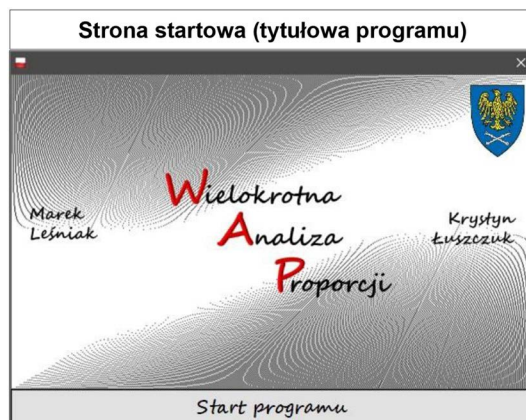 Strona startowa (tytułowa programu)
Wielokrotna
Marek
Leśniak
Analiza
Krystyn
Łuszczuk
Proporcji
Start programu